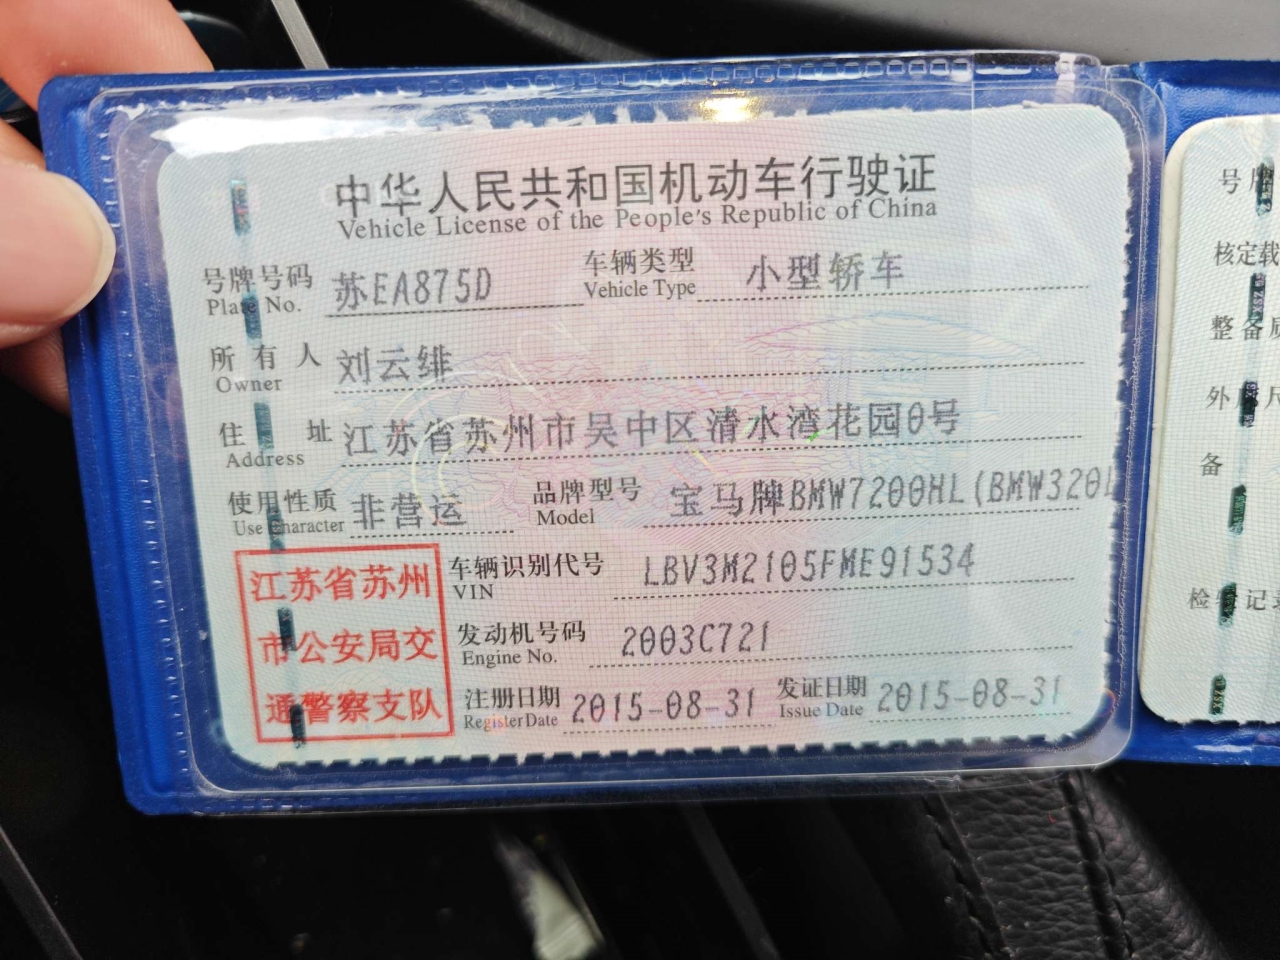 中华人民共和国机动车行驶证
Vehicle License of the People's Republic of China
号牌号码 苏EA875D 车辆类型 小型轿车
Plate No. Vehicle Type
所有人 刘云绯
Owner
住址 江苏省苏州市吴中区清水湾花园0号
Address
使用性质 非营运 品牌型号 宝马牌BMW7200HL(BMW320L
Use Character Model
江苏省苏州
市公安局交
通警察支队
车辆识别代号 LBV3M2105FME91534
VIN
发动机号码 2003C721
Engine No.
注册日期 2015-08-31 发证日期 2015-08-31
Register Date Issue Date
号牌
核定载
整备质
外 尺
备
检验记录